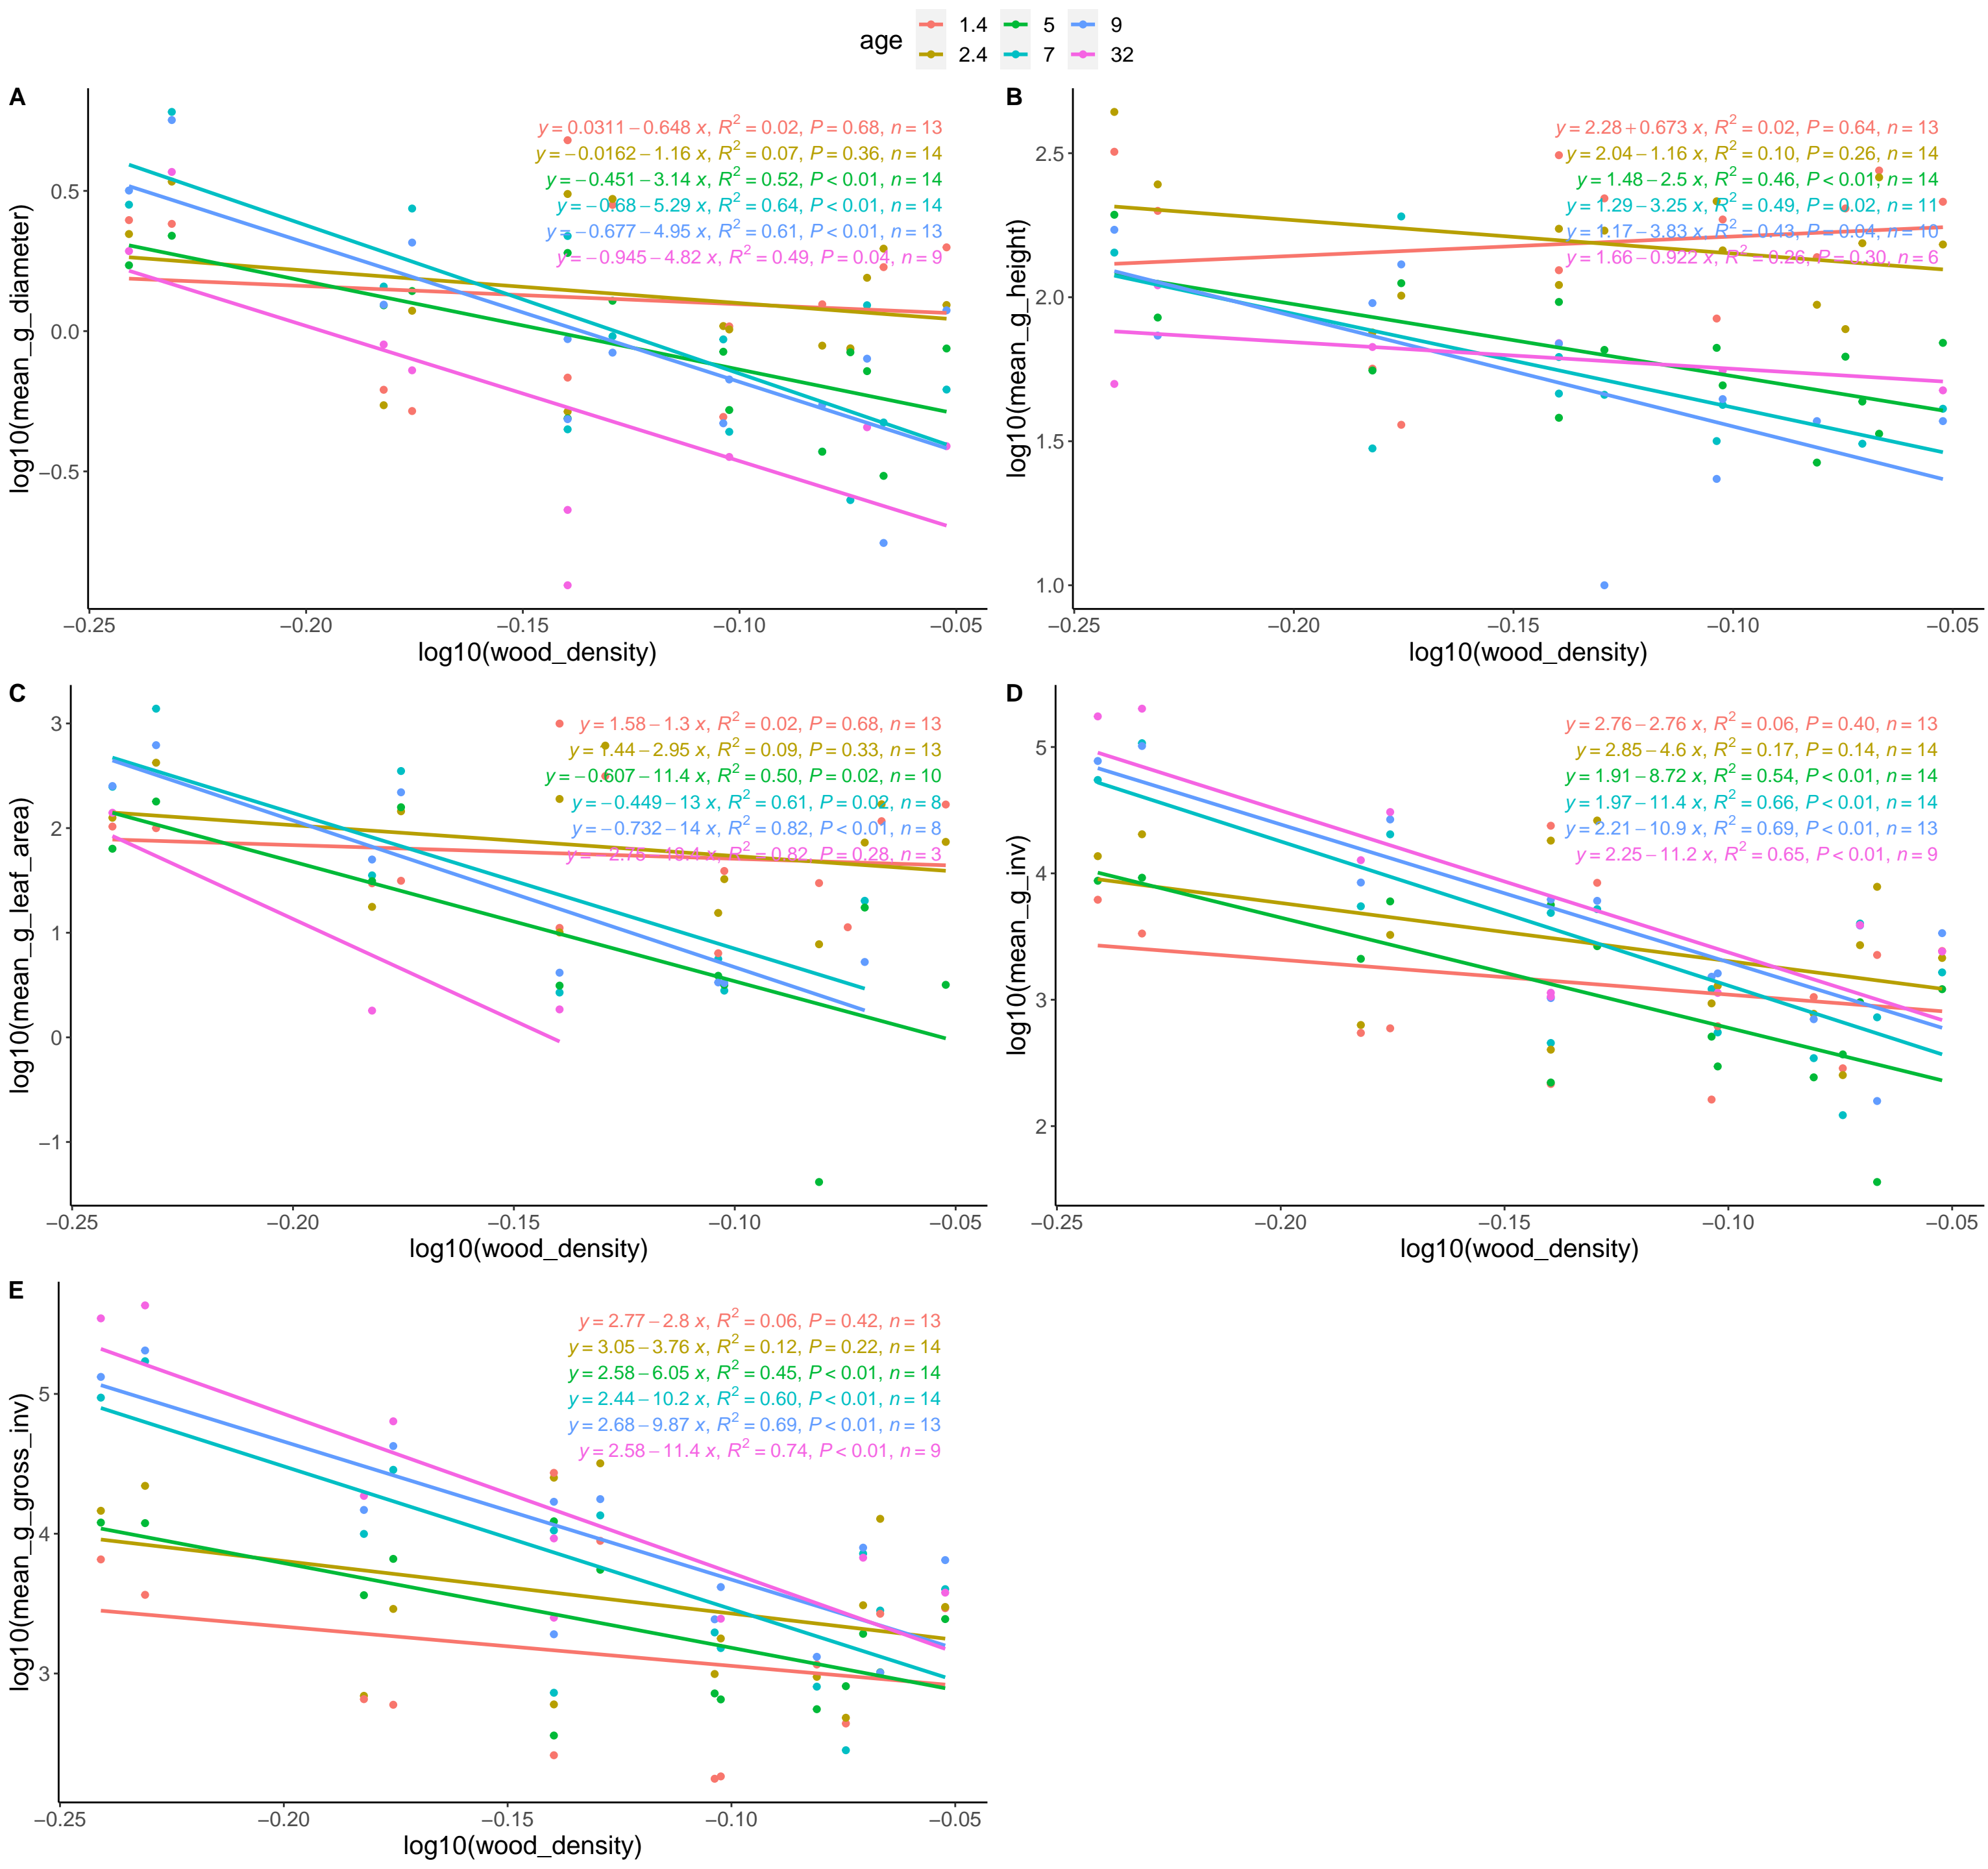 age 1.4 5 9
2.4 7 32
A
y = 0.0311 − 0.648 x, R2 = 0.02, P = 0.68, n = 13
y = −0.0162 − 1.16 x, R2 = 0.07, P = 0.36, n = 14
y = −0.451 − 3.14 x, R2 = 0.52, P < 0.01, n = 14
y = −0.68 − 5.29 x, R2 = 0.64, P < 0.01, n = 14
y = −0.677 − 4.95 x, R2 = 0.61, P < 0.01, n = 13
y = −0.945 − 4.82 x, R2 = 0.49, P = 0.04, n = 9
0.5
0.0
−0.5
log10(mean_g_diameter)
−0.25 −0.20 −0.15 −0.10 −0.05
log10(wood_density)
B
y = 2.28 + 0.673 x, R2 = 0.02, P = 0.64, n = 13
y = 2.04 − 1.16 x, R2 = 0.10, P = 0.26, n = 14
y = 1.48 − 2.5 x, R2 = 0.46, P < 0.01, n = 14
y = 1.29 − 3.25 x, R2 = 0.49, P = 0.02, n = 11
y = 1.17 − 3.83 x, R2 = 0.43, P = 0.04, n = 10
y = 1.66 − 0.922 x, R2 = 0.26, P = 0.30, n = 6
2.5
2.0
1.5
1.0
log10(mean_g_height)
−0.25 −0.20 −0.15 −0.10 −0.05
log10(wood_density)
C
y = 1.58 − 1.3 x, R2 = 0.02, P = 0.68, n = 13
y = 1.44 − 2.95 x, R2 = 0.09, P = 0.33, n = 13
y = −0.607 − 11.4 x, R2 = 0.50, P = 0.02, n = 10
y = −0.449 − 13 x, R2 = 0.61, P = 0.02, n = 8
y = −0.732 − 14 x, R2 = 0.82, P < 0.01, n = 8
R2 = 0.82, P = 0.28, n = 3
3
2
1
0
−1
log10(mean_g_leaf_area)
−0.25 −0.20 −0.15 −0.10 −0.05
log10(wood_density)
D
y = 2.76 − 2.76 x, R2 = 0.06, P = 0.40, n = 13
y = 2.85 − 4.6 x, R2 = 0.17, P = 0.14, n = 14
y = 1.91 − 8.72 x, R2 = 0.54, P < 0.01, n = 14
y = 1.97 − 11.4 x, R2 = 0.66, P < 0.01, n = 14
y = 2.21 − 10.9 x, R2 = 0.69, P < 0.01, n = 13
y = 2.25 − 11.2 x, R2 = 0.65, P < 0.01, n = 9
5
4
3
2
log10(mean_g_inv)
−0.25 −0.20 −0.15 −0.10 −0.05
log10(wood_density)
E
y = 2.77 − 2.8 x, R2 = 0.06, P = 0.42, n = 13
y = 3.05 − 3.76 x, R2 = 0.12, P = 0.22, n = 14
y = 2.58 − 6.05 x, R2 = 0.45, P < 0.01, n = 14
y = 2.44 − 10.2 x, R2 = 0.60, P < 0.01, n = 14
y = 2.68 − 9.87 x, R2 = 0.69, P < 0.01, n = 13
y = 2.58 − 11.4 x, R2 = 0.74, P < 0.01, n = 9
5
4
3
log10(mean_g_gross_inv)
−0.25 −0.20 −0.15 −0.10 −0.05
log10(wood_density)